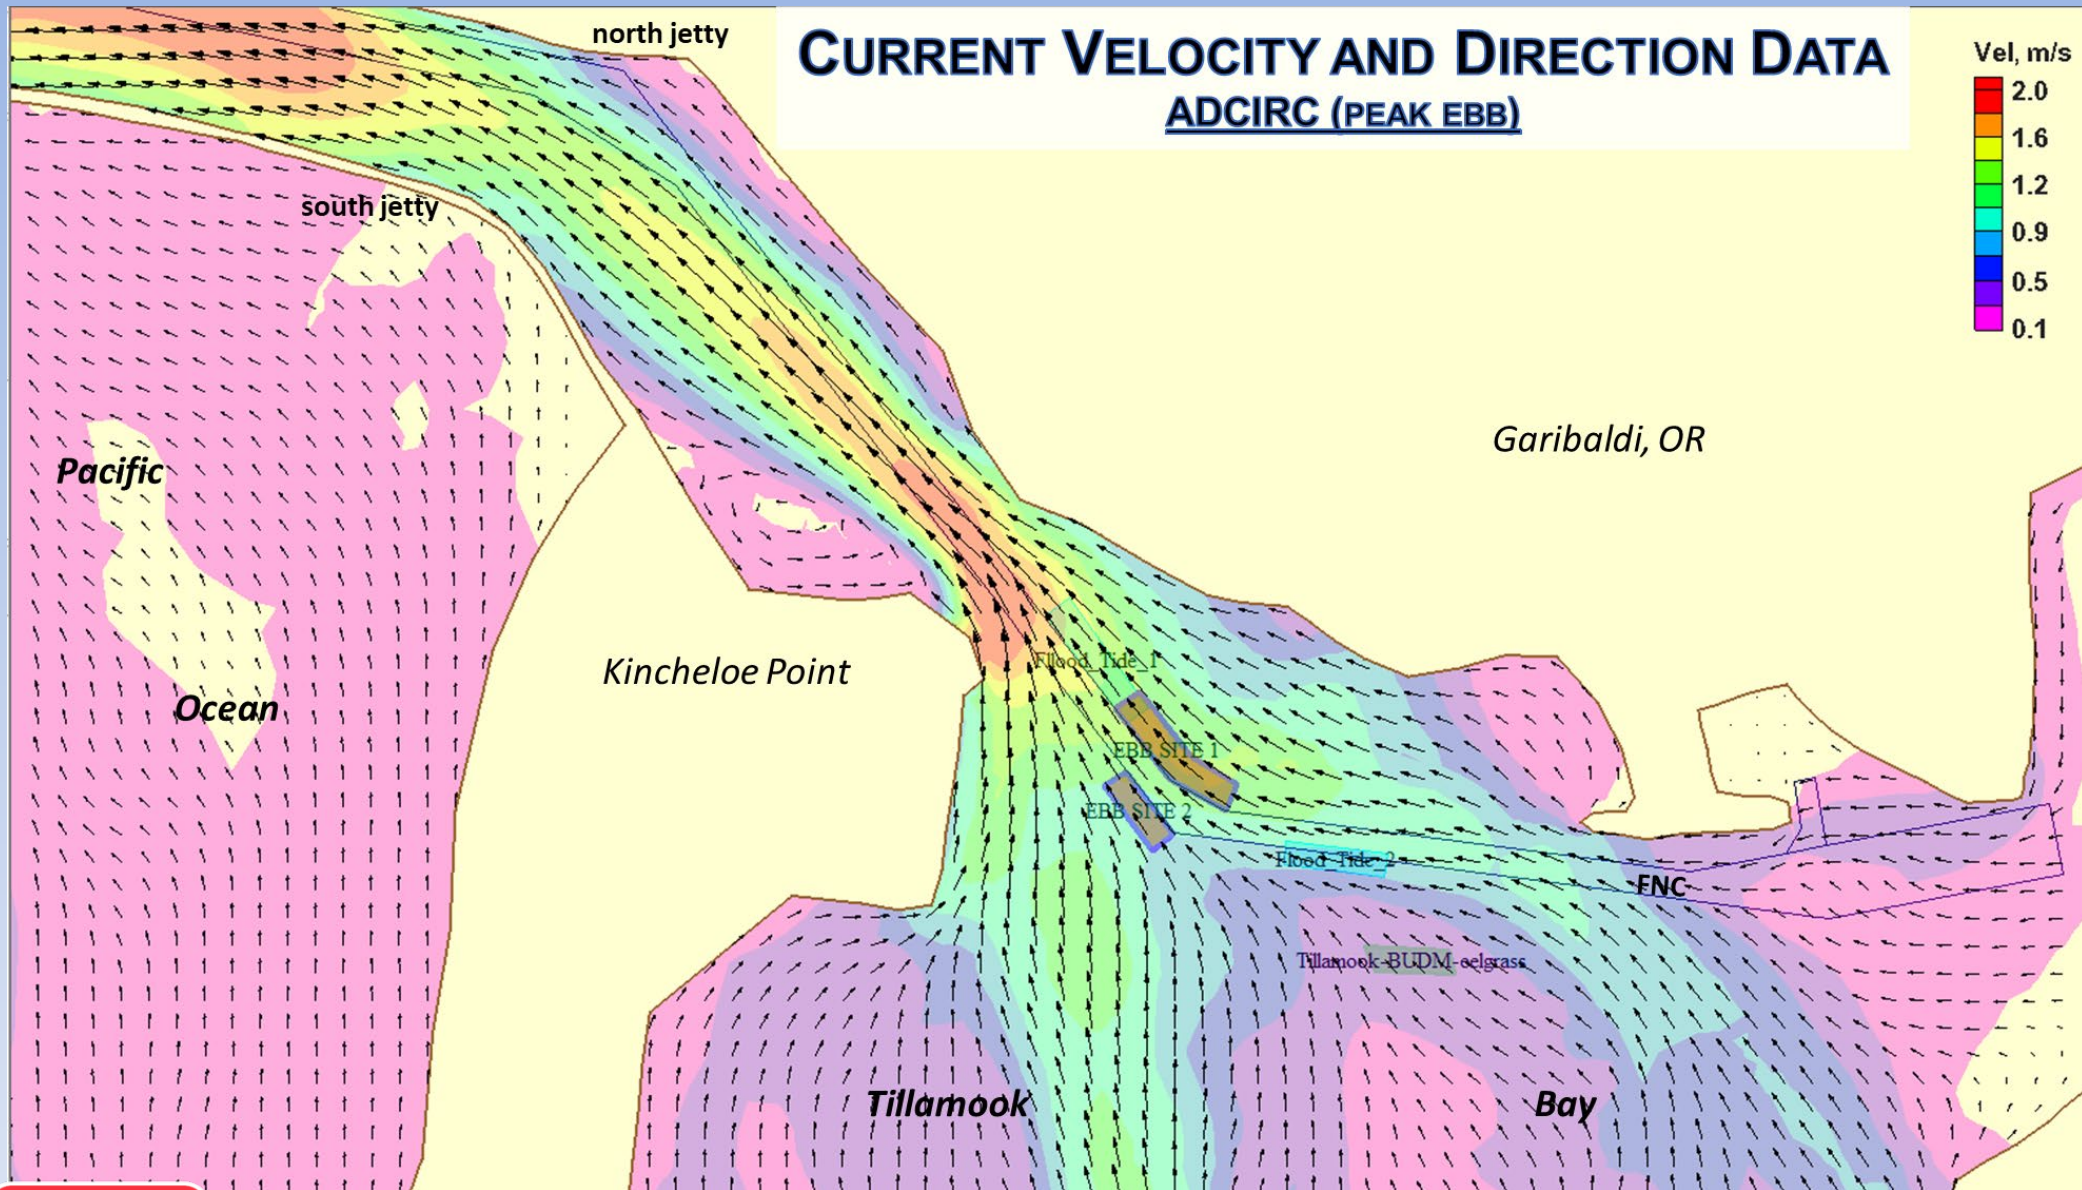 north jetty
CURRENT VELOCITY AND DIRECTION DATA
ADCIRC (PEAK EBB)
Vel, m/s
2.0
1.6
1.2
0.9
0.5
0.1
south jetty
Garibaldi, OR
Pacific
Ocean
Kincheloe Point
Fllood_Tide_1
EBB SITE 1
EBB SITE 2
Flood_Tide_2
FNC
Tillamook-BUDM-eelgrass
Tillamook
Bay